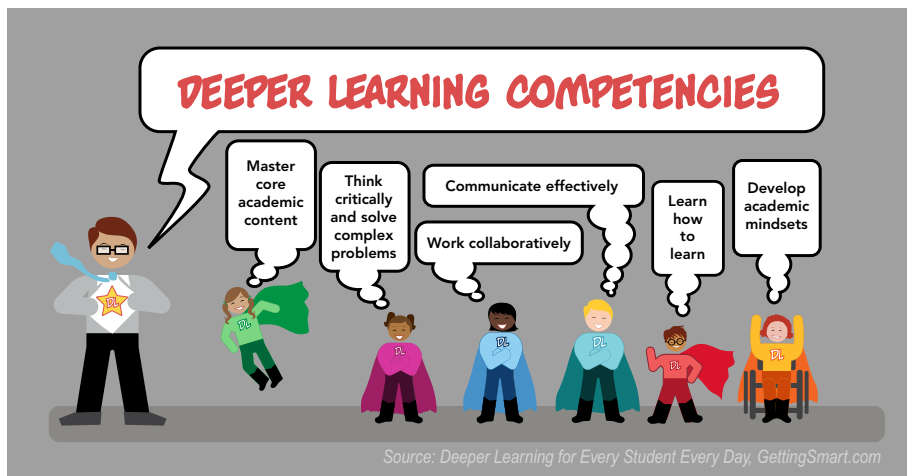 DEEPER LEARNING COMPETENCIES
Master
core
academic
content
Think
critically
and solve
complex
problems
Communicate effectively
Work collaboratively
Learn
how
to
learn
Develop
academic
mindsets
DL
DL
DL
DL
DL
DL
DL
Source: Deeper Learning for Every Student Every Day, GettingSmart.com